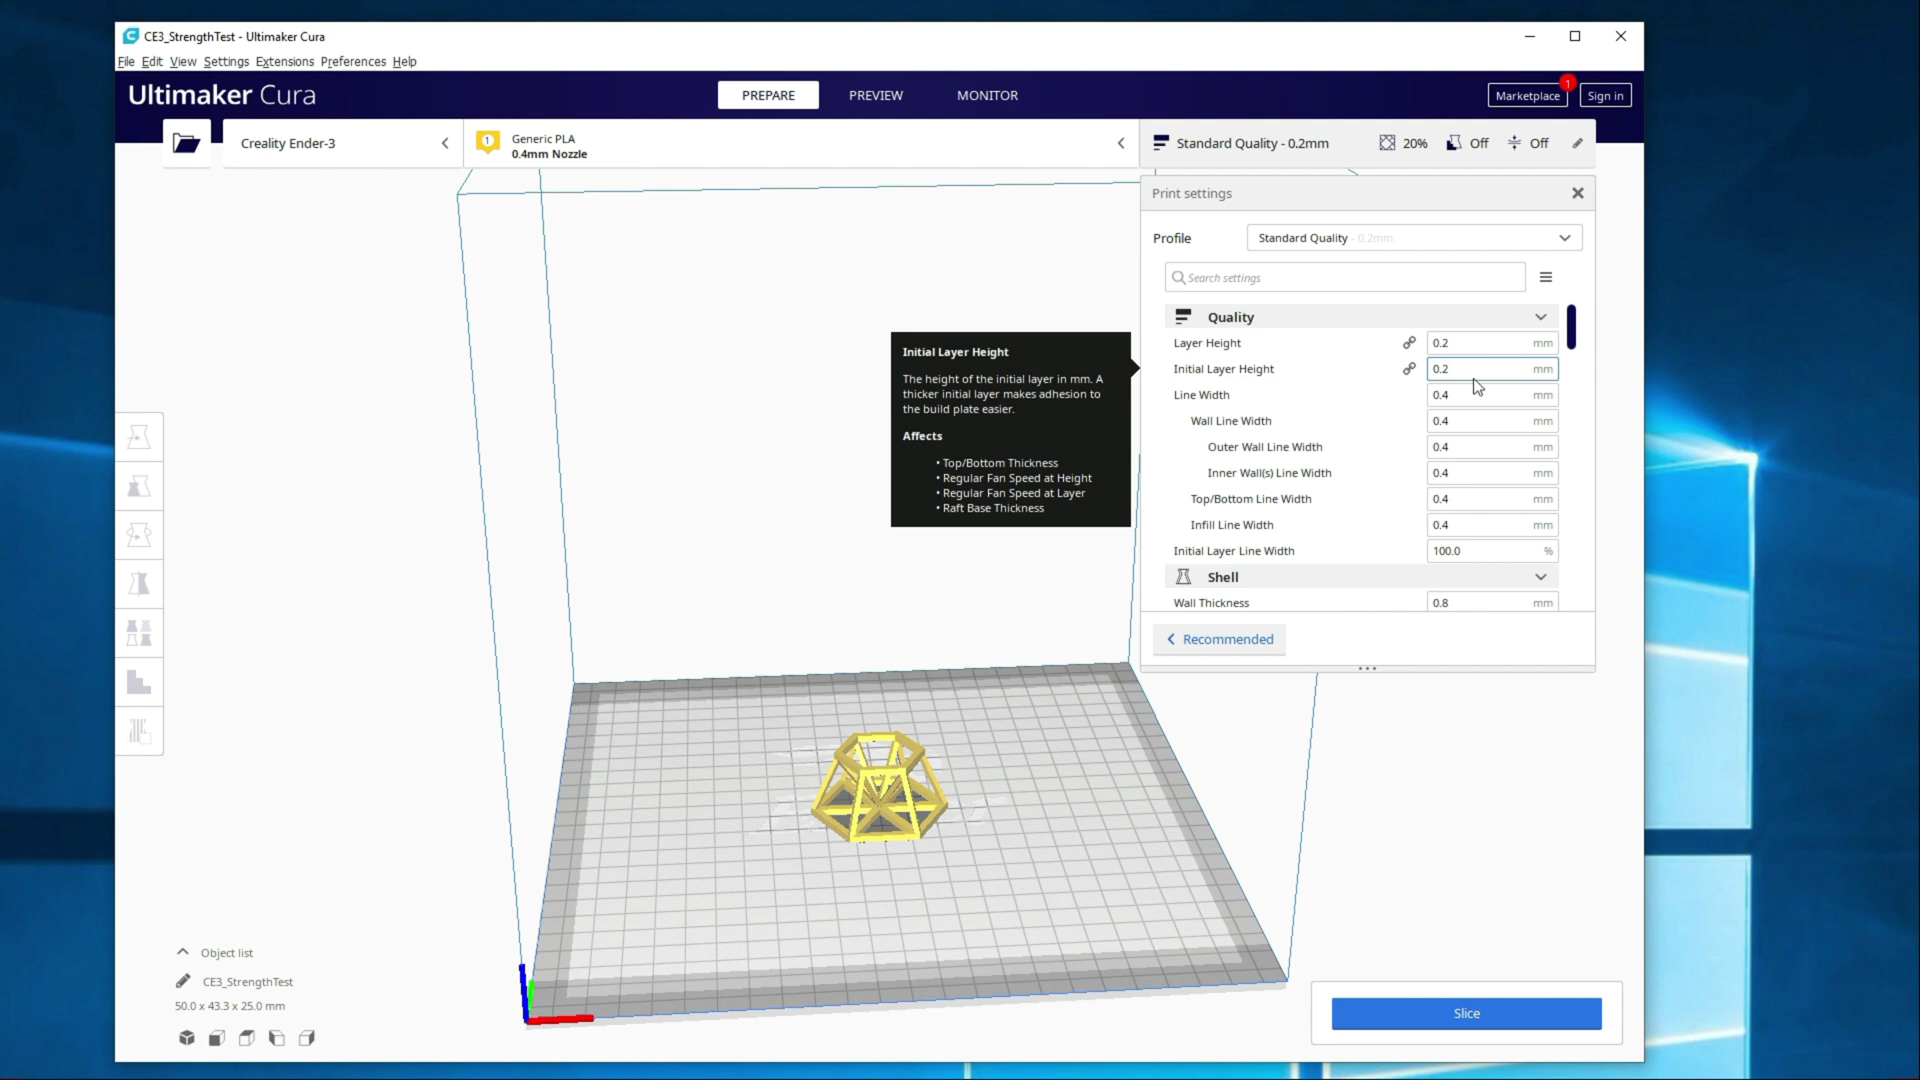 CE3_StrengthTest - Ultimaker Cura
File Edit View Settings Extensions Preferences Help
Ultimaker Cura
PREPARE
PREVIEW
MONITOR
Marketplace
1
Sign in
Creality Ender-3
1
Generic PLA
0.4mm Nozzle
Standard Quality - 0.2mm
20%
Off
Off
Print settings
Profile
Standard Quality - 0.2mm
Search settings
Quality
Layer Height 0.2 mm
Initial Layer Height 0.2 mm
Line Width 0.4 mm
Wall Line Width 0.4 mm
Outer Wall Line Width 0.4 mm
Inner Wall(s) Line Width 0.4 mm
Top/Bottom Line Width 0.4 mm
Infill Line Width 0.4 mm
Initial Layer Line Width 100.0 %
Shell
Wall Thickness 0.8 mm
Recommended
Initial Layer Height
The height of the initial layer in mm. A
thicker initial layer makes adhesion to
the build plate easier.
Affects
• Top/Bottom Thickness
• Regular Fan Speed at Height
• Regular Fan Speed at Layer
• Raft Base Thickness
Object list
CE3_StrengthTest
50.0 x 43.3 x 25.0 mm
Slice